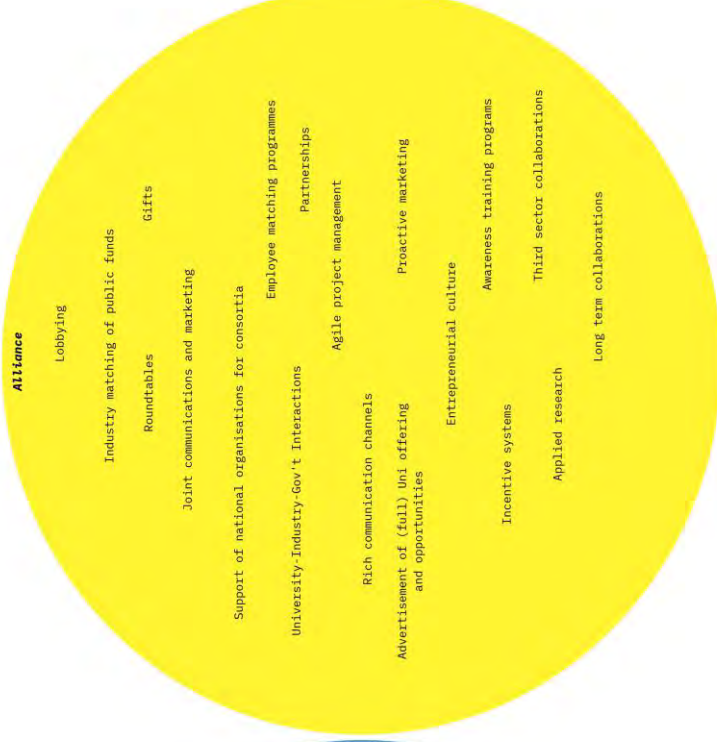 Alliance
Lobbying
Industry matching of public funds
Roundtables
Gifts
Joint communications and marketing
Support of national organisations for consortia
Employee matching programmes
University-Industry-Gov't Interactions
Partnerships
Agile project management
Rich communication channels
Proactive marketing
Advertisement of (full) Uni offering
and opportunities
Entrepreneurial culture
Awareness training programs
Incentive systems
Third sector collaborations
Applied research
Long term collaborations